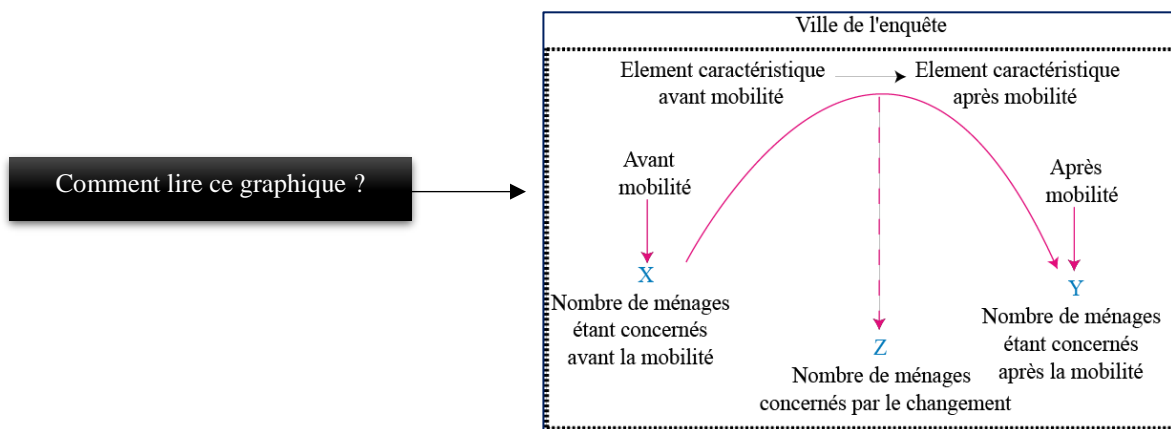 Ville de l'enquête
Element caractéristique
avant mobilité
Element caractéristique
après mobilité
Comment lire ce graphique ?
Avant
mobilité
Après
mobilité
X
Nombre de ménages
étant concernés
avant la mobilité
Z
Nombre de ménages
concernés par le changement
Y
Nombre de ménages
étant concernés
après la mobilité